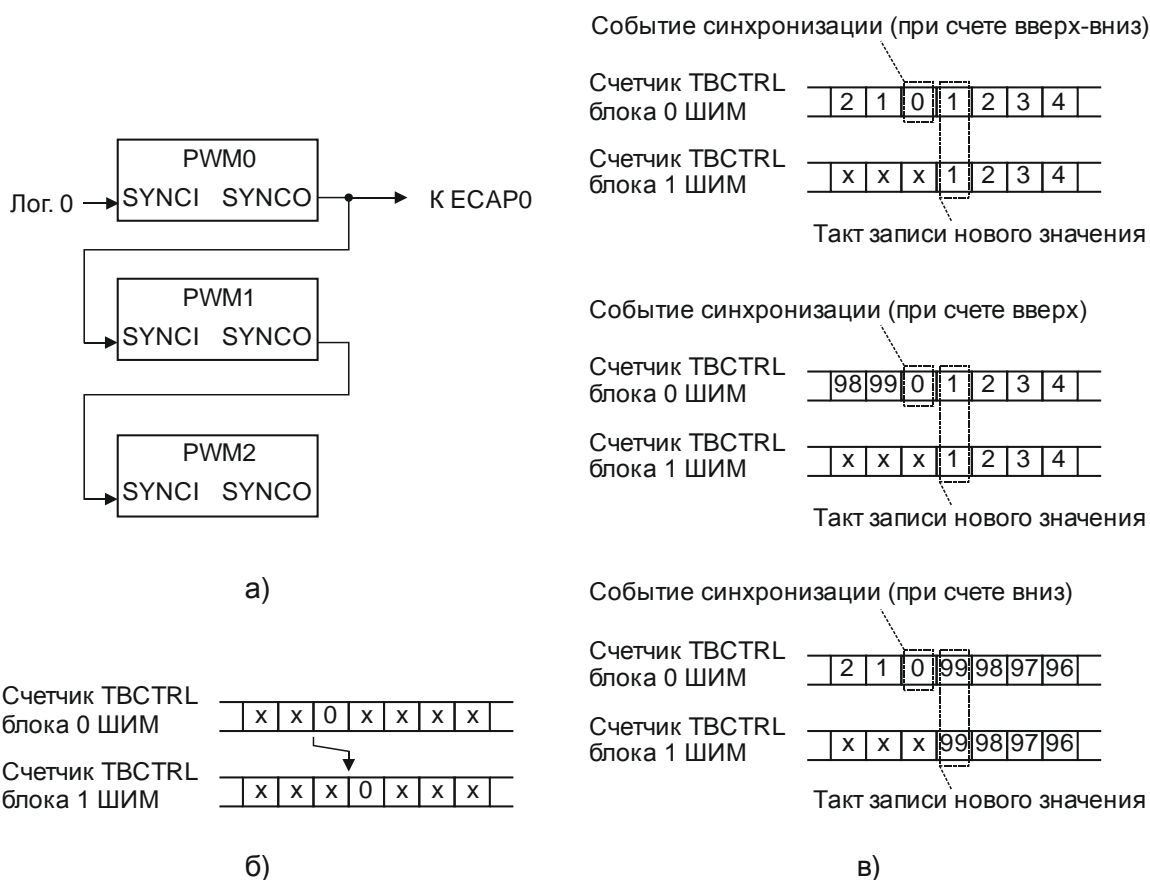 PWM0
Лог. 0
SYNCI SYNCO
К ECAP0
PWM1
SYNCI SYNCO
PWM2
SYNCI SYNCO
а)
Счетчик TBCTRL
блока 0 ШИМ
x x 0 x x x x
Счетчик TBCTRL
блока 1 ШИМ
x x x 0 x x x
б)
Событие синхронизации (при счете вверх-вниз)
Счетчик TBCTRL
блока 0 ШИМ
2 1 0 1 2 3 4
Счетчик TBCTRL
блока 1 ШИМ
x x x 1 2 3 4
Такт записи нового значения
Событие синхронизации (при счете вверх)
Счетчик TBCTRL
блока 0 ШИМ
98 99 0 1 2 3 4
Счетчик TBCTRL
блока 1 ШИМ
x x x 1 2 3 4
Такт записи нового значения
Событие синхронизации (при счете вниз)
Счетчик TBCTRL
блока 0 ШИМ
2 1 0 99 98 97 96
Счетчик TBCTRL
блока 1 ШИМ
x x x 99 98 97 96
Такт записи нового значения
в)